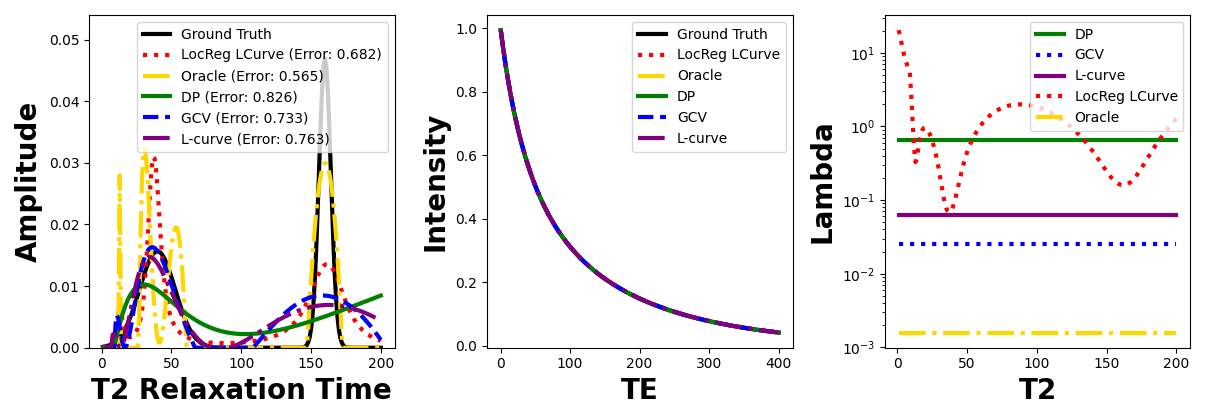 Amplitude
0.05
0.04
0.03
0.02
0.01
0.00
0
50
100
150
200
T2 Relaxation Time
Ground Truth
LocReg LCurve (Error: 0.682)
Oracle (Error: 0.565)
DP (Error: 0.826)
GCV (Error: 0.733)
L-curve (Error: 0.763)
Intensity
1.0
0.8
0.6
0.4
0.2
0.0
0
100
200
300
400
TE
Ground Truth
LocReg LCurve
Oracle
DP
GCV
L-curve
Lambda
10¹
10⁰
10⁻¹
10⁻²
10⁻³
0
50
100
150
200
T2
DP
GCV
L-curve
LocReg LCurve
Oracle